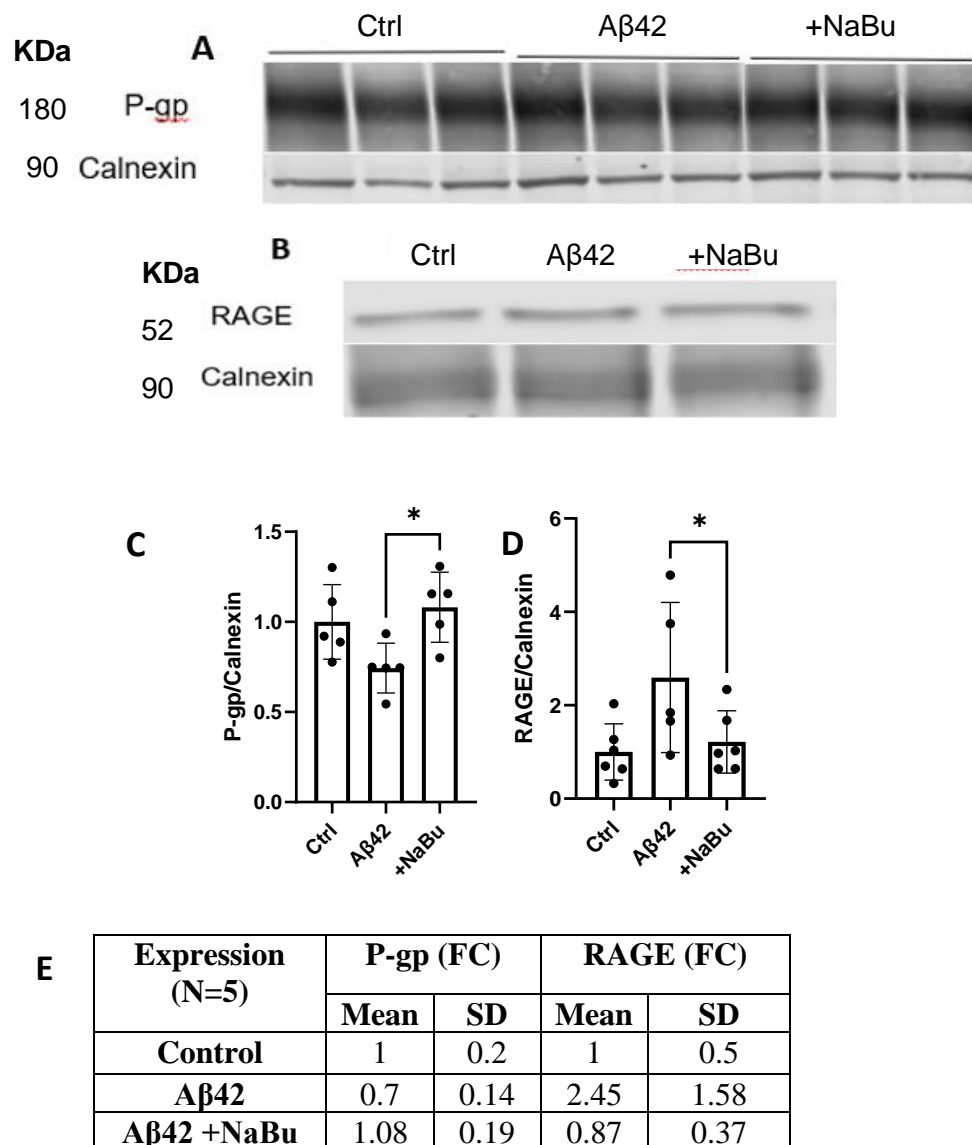 Ctrl Aβ42 +NaBu
KDa A
180 P-gp
90 Calnexin
B Ctrl Aβ42 +NaBu
KDa
52 RAGE
90 Calnexin
C
P-gp/Calnexin
1.5
1.0
0.5
0.0
*
Ctrl Aβ42 +NaBu
D
RAGE/Calnexin
6
4
2
0
*
Ctrl Aβ42 +NaBu
E
Expression (N=5) P-gp (FC) RAGE (FC)
Mean SD Mean SD
Control 1 0.2 1 0.5
Aβ42 0.7 0.14 2.45 1.58
Aβ42 +NaBu 1.08 0.19 0.87 0.37